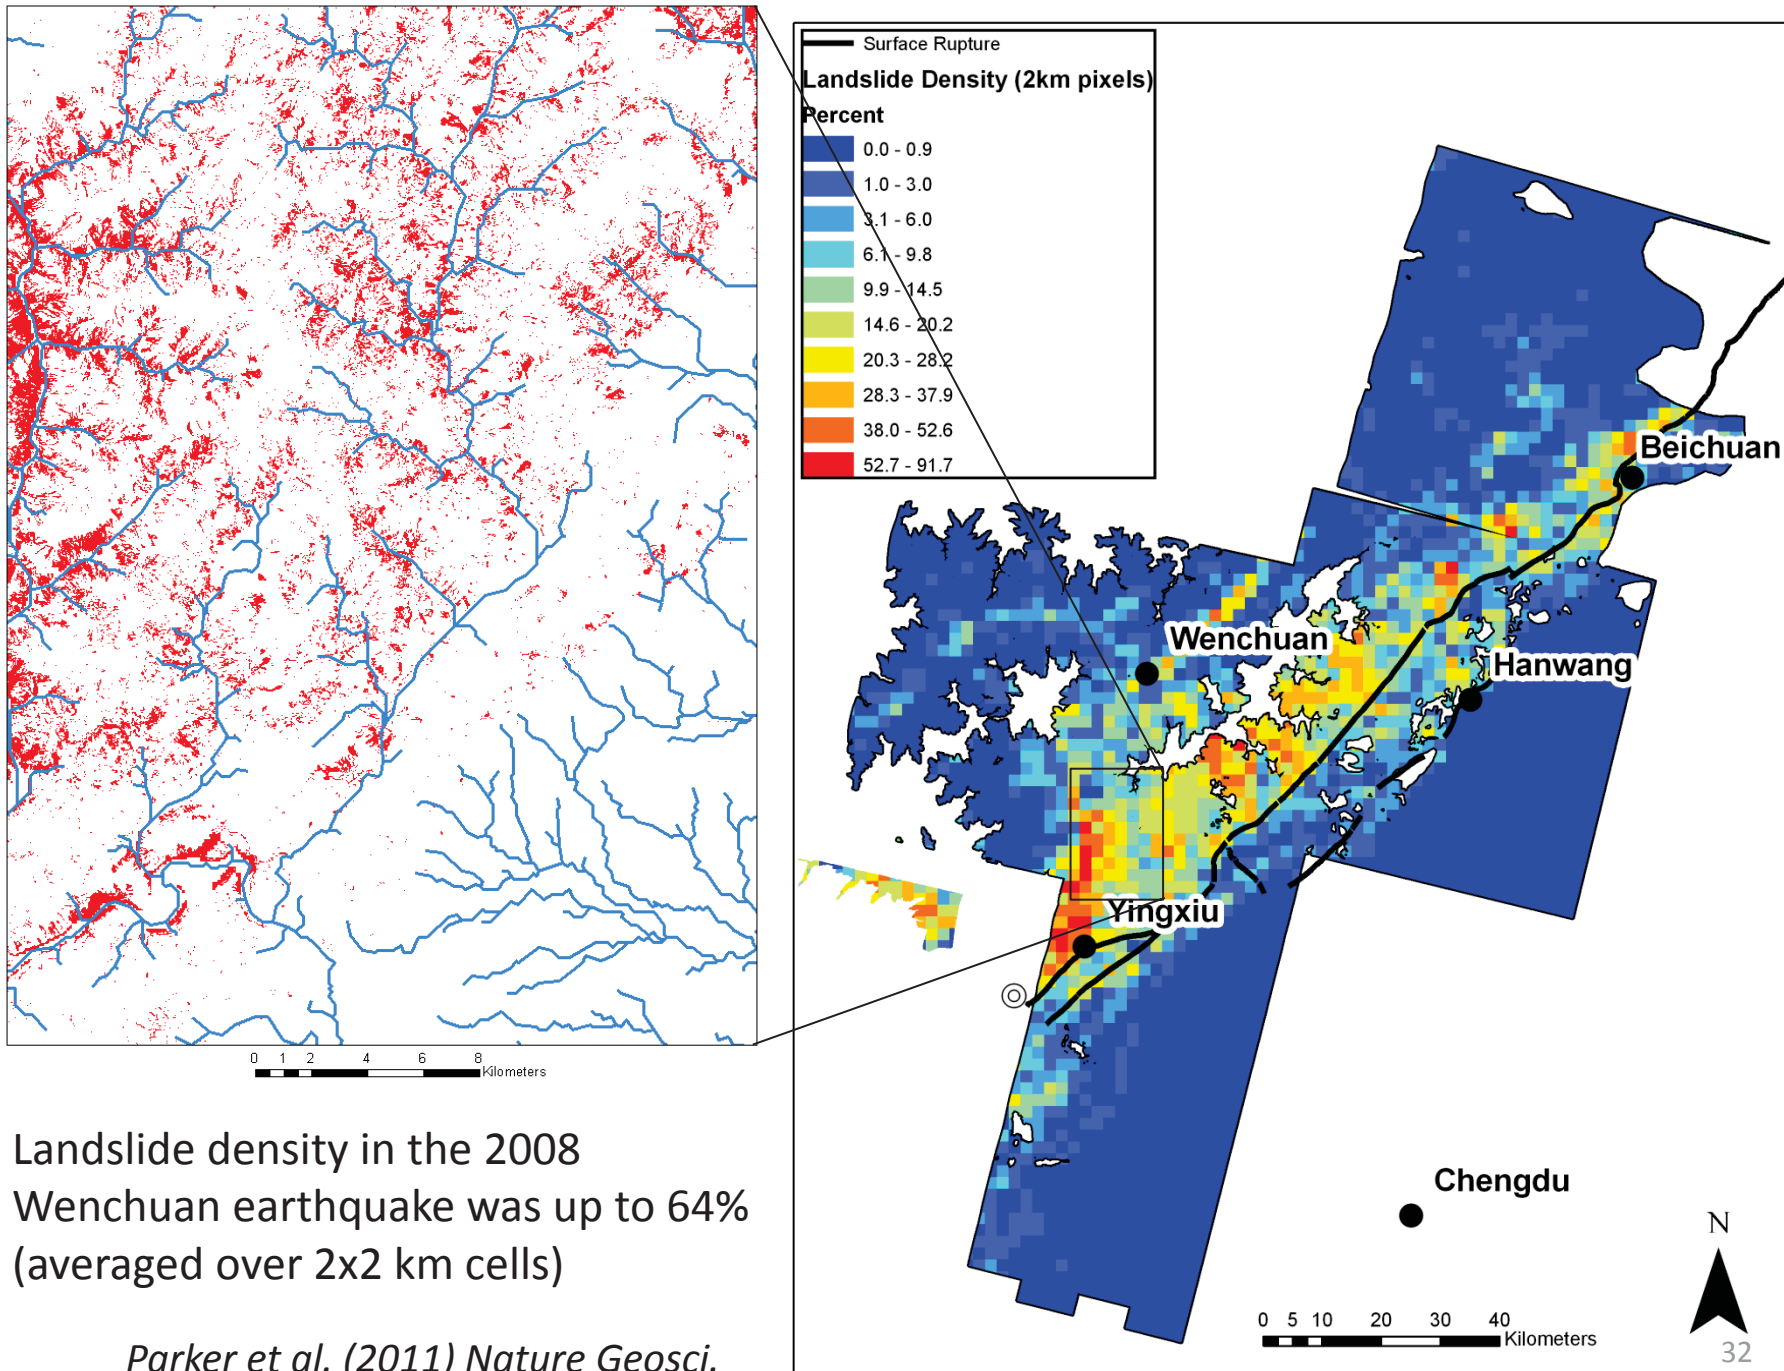 Surface Rupture
Landslide Density (2km pixels)
Percent
0.0 - 0.9
1.0 - 3.0
3.1 - 6.0
6.1 - 9.8
9.9 - 14.5
14.6 - 20.2
20.3 - 28.2
28.3 - 37.9
38.0 - 52.6
52.7 - 91.7
Beichuan
Wenchuan
Hanwang
Yingxiu
Chengdu
N
0 5 10 20 30 40
Kilometers
0 1 2 4 6 8
Kilometers
Landslide density in the 2008
Wenchuan earthquake was up to 64%
(averaged over 2x2 km cells)
Parker et al. (2011) Nature Geosci.
32